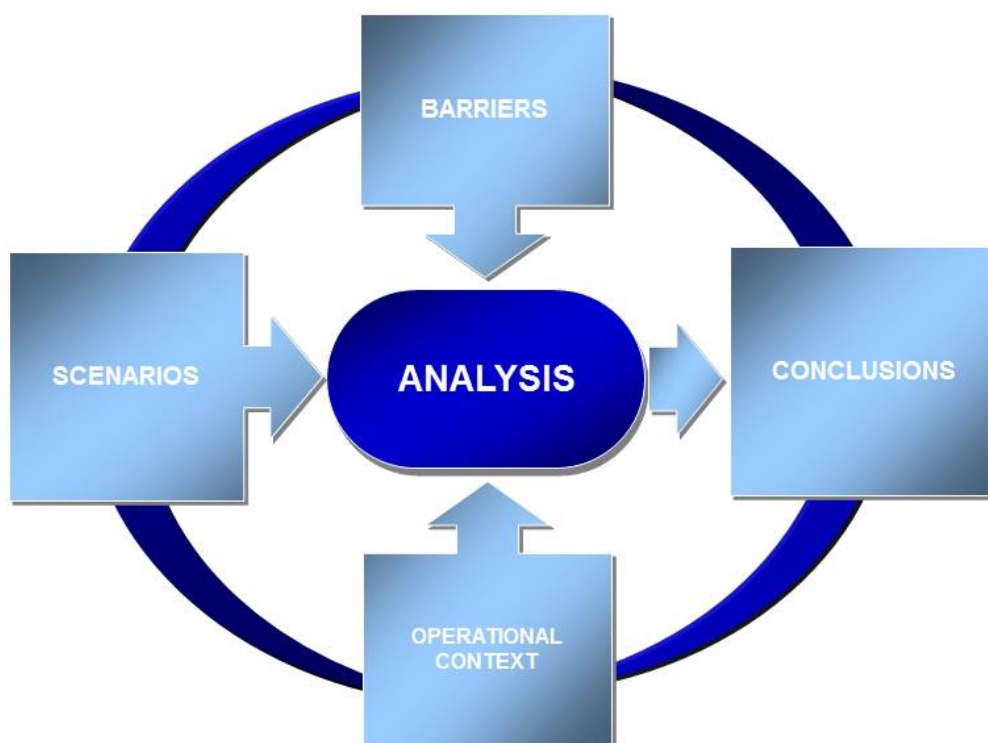 BARRIERS
SCENARIOS
ANALYSIS
CONCLUSIONS
OPERATIONAL
CONTEXT